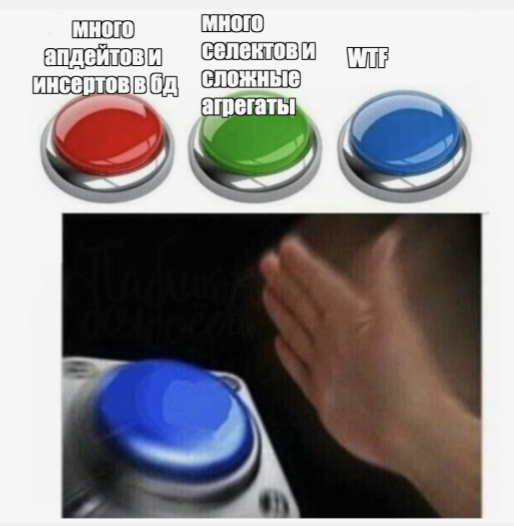 много
апдейтов и
инсертов в бд
много
селектов и
сложные
агрегаты
WTF